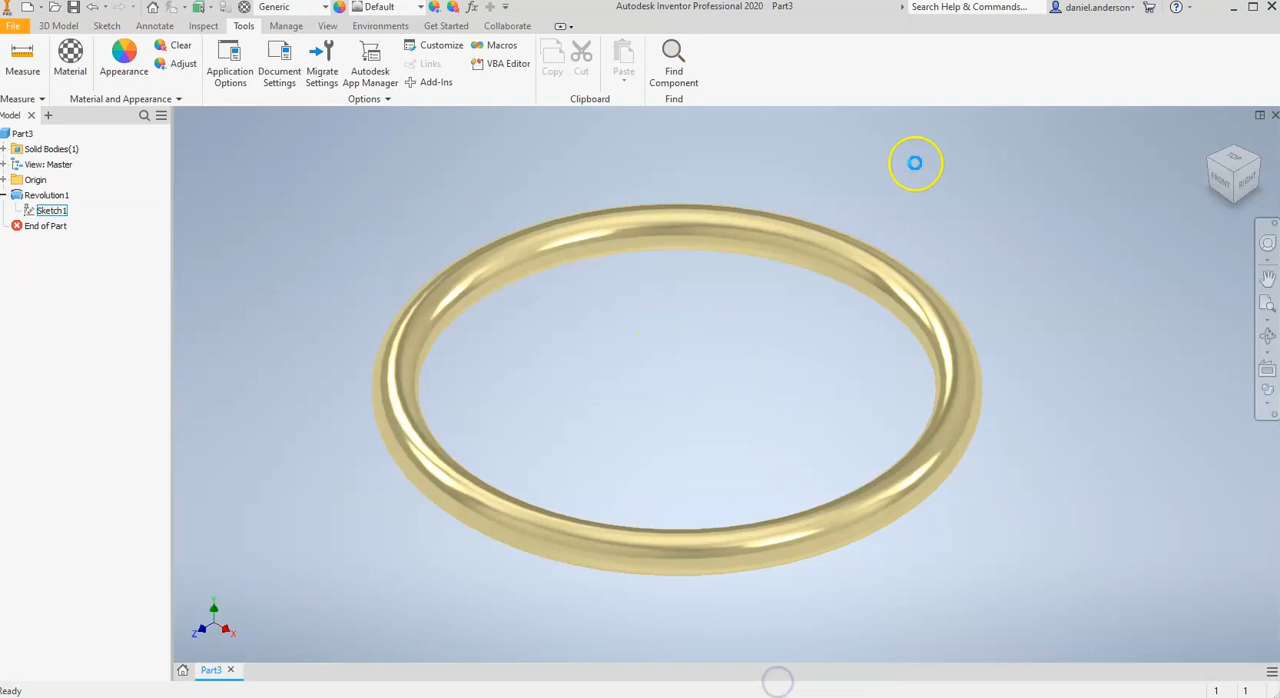 Generic
Default
Autodesk Inventor Professional 2020 Part3
Search Help & Commands...
daniel.anderson
File
3D Model
Sketch
Annotate
Inspect
Tools
Manage
View
Environments
Get Started
Collaborate
Measure
Material
Appearance
Clear
Adjust
Application Options
Document Settings
Migrate Settings
Autodesk App Manager
Customize
Links
Add-Ins
Macros
VBA Editor
Copy
Cut
Paste
Find Component
Measure
Material and Appearance
Options
Clipboard
Find
Model
Part3
Solid Bodies(1)
View: Master
Origin
Revolution1
Sketch1
End of Part
TOP
FRONT
RIGHT
Y
Z
X
Part3
Ready
1
1